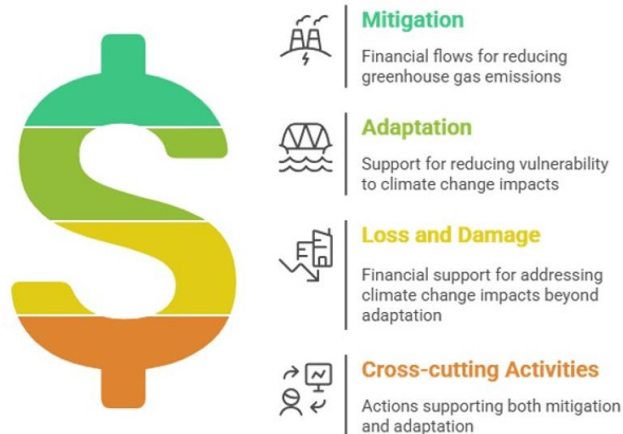 Mitigation
Financial flows for reducing
greenhouse gas emissions
Adaptation
Support for reducing vulnerability
to climate change impacts
Loss and Damage
Financial support for addressing
climate change impacts beyond
adaptation
Cross-cutting Activities
Actions supporting both mitigation
and adaptation